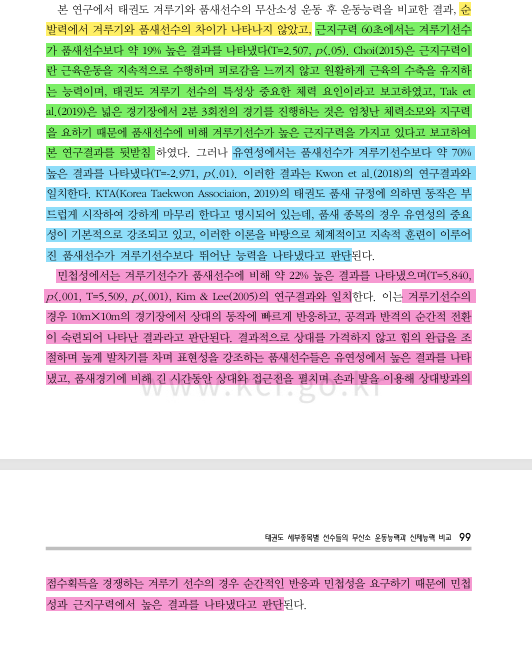 본 연구에서 태권도 겨루기와 품새선수의 무산소성 운동 후 운동능력을 비교한 결과, 순
발력에서 겨루기와 품새선수의 차이가 나타나지 않았고, 근지구력 60초에서는 겨루기선수
가 품새선수보다 약 19% 높은 결과를 나타냈다(T=2,507, p<.05). Choi(2015)은 근지구력이
란 근육운동을 지속적으로 수행하며 피로감을 느끼지 않고 원활하게 근육의 수축을 유지하
는 능력이며, 태권도 겨루기 선수의 특성상 중요한 체력 요인이라고 보고하였고, Tak et
al.(2019)은 넓은 경기장에서 2분 3회전의 경기를 진행하는 것은 엄청난 체력소모와 지구력
을 요하기 때문에 품새선수에 비해 겨루기선수가 높은 근지구력을 가지고 있다고 보고하여
본 연구결과를 뒷받침 하였다. 그러나 유연성에서는 품새선수가 겨루기선수보다 약 70%
높은 결과를 나타냈다(T=-2,971, p<.01). 이러한 결과는 Kwon et al.(2018)의 연구결과와
일치한다. KTA(Korea Taekwon Associaion, 2019)의 태권도 품새 규정에 의하면 동작은 부
드럽게 시작하여 강하게 마무리 한다고 명시되어 있는데, 품새 종목의 경우 유연성의 중요
성이 기본적으로 강조되고 있고, 이러한 이론을 바탕으로 체계적이고 지속적 훈련이 이루어
진 품새선수가 겨루기선수보다 뛰어난 능력을 나타냈다고 판단된다.
민첩성에서는 겨루기선수가 품새선수에 비해 약 22% 높은 결과를 나타냈으며(T=5,840,
p<.001, T=5,509, p<.001), Kim & Lee(2005)의 연구결과와 일치한다. 이는 겨루기선수의
경우 10m×10m의 경기장에서 상대의 동작에 빠르게 반응하고, 공격과 반격의 순간적 전환
이 숙련되어 나타난 결과라고 판단된다. 결과적으로 상대를 가격하지 않고 힘의 완급을 조
절하며 높게 발차기를 차며 표현성을 강조하는 품새선수들은 유연성에서 높은 결과를 나타
냈고, 품새경기에 비해 긴 시간동안 상대와 접근전을 펼치며 손과 발을 이용해 상대방과의
www.kci.go.kr
태권도 세부종목별 선수들의 무산소 운동능력과 신체능력 비교 99
점수획득을 경쟁하는 겨루기 선수의 경우 순간적인 반응과 민첩성을 요구하기 때문에 민첩
성과 근지구력에서 높은 결과를 나타냈다고 판단된다.